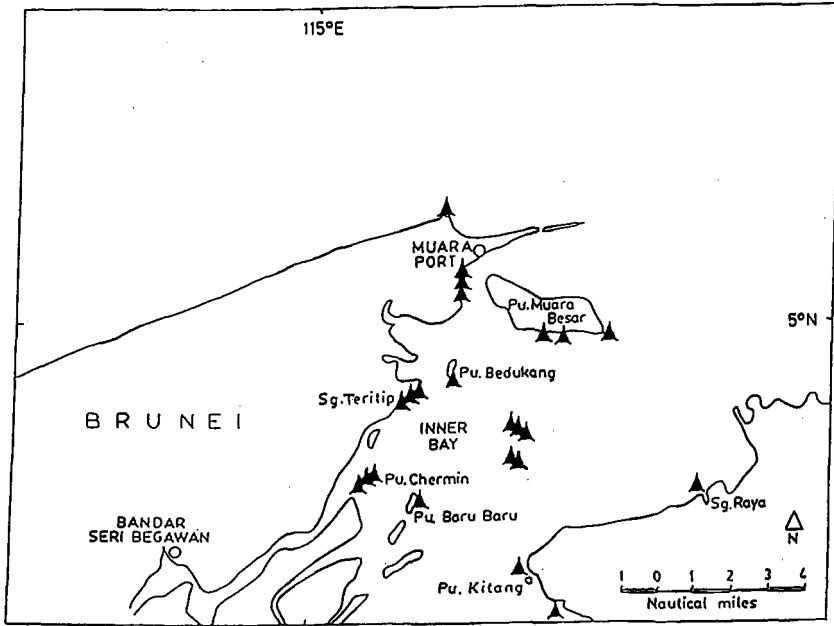 115°E
MUARA
PORT
Pu. Muara
Besar
5°N
Pu. Bedukang
Sg. Teritip
BRUNEI
INNER
BAY
Pu. Chermin
Sg. Raya
Pu. Baru Baru
BANDAR
SERI BEGAWAN
N
Pu. Kitang
1 0 1 2 3 4
Nautical miles